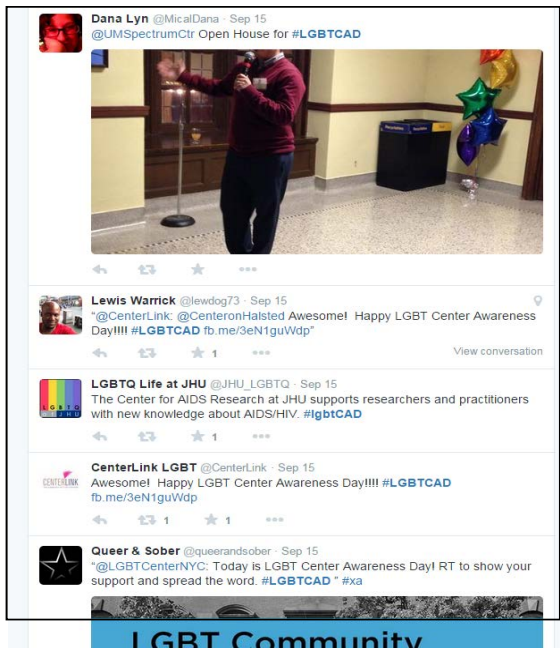 Dana Lyn @MicalDana · Sep 15
@UMSpectrumCtr Open House for #LGBTCAD
Lewis Warrick @lewdog73 · Sep 15
"@CenterLink: @CenteronHalsted Awesome! Happy LGBT Center Awareness
Day!!!! #LGBTCAD fb.me/3eN1guWdp"
1
View conversation
LGBTQ
@ J H U
LGBTQ Life at JHU @JHU_LGBTQ · Sep 15
The Center for AIDS Research at JHU supports researchers and practitioners
with new knowledge about AIDS/HIV. #lgbtCAD
1
CENTERLINK
CenterLink LGBT @CenterLink · Sep 15
Awesome! Happy LGBT Center Awareness Day!!!! #LGBTCAD
fb.me/3eN1guWdp
1 1
Queer & Sober @queerandsober · Sep 15
"@LGBTCenterNYC: Today is LGBT Center Awareness Day! RT to show your
support and spread the word. #LGBTCAD " #xa
LGBT Community